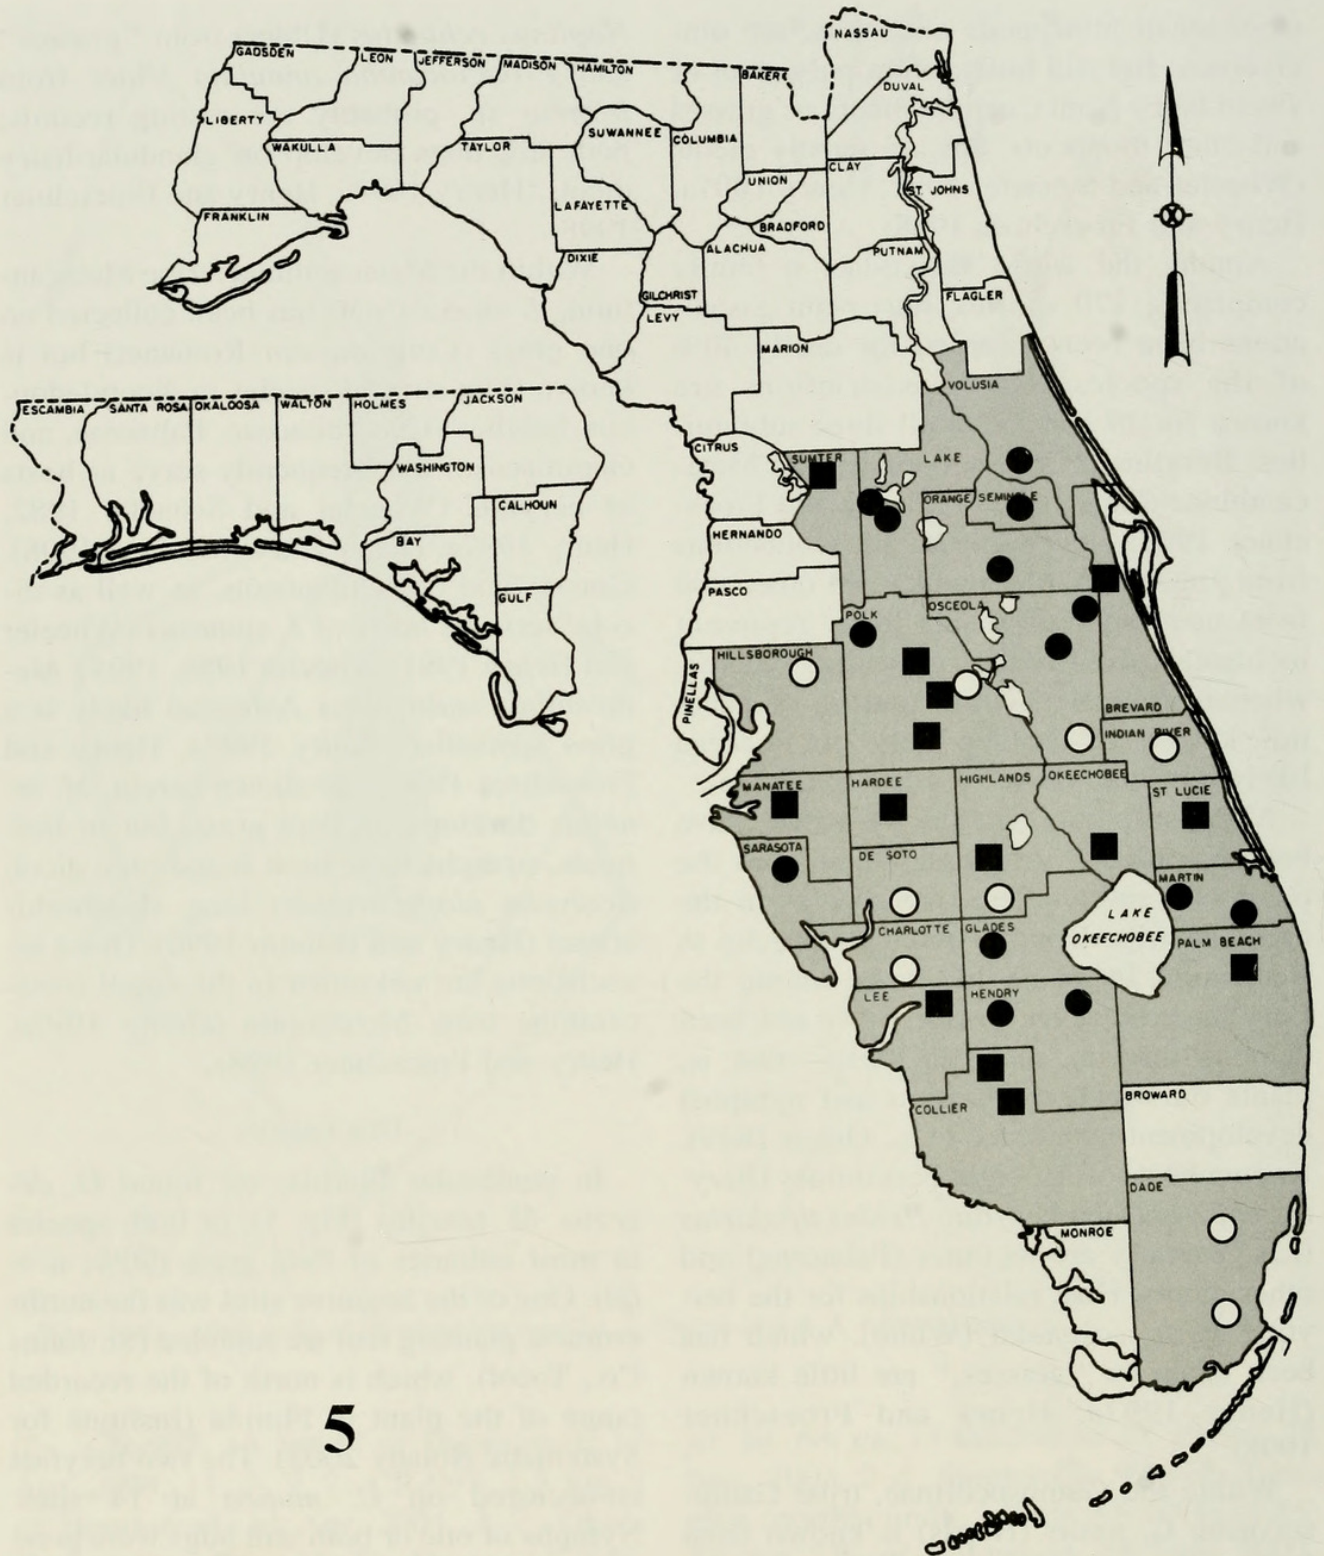 NASSAU
GADSDEN
LEON
JEFFERSON
MADISON
HAMILTON
BAKER
DUVAL
LIBERTY
WAKULLA
TAYLOR
SUWANNEE
COLUMBIA
CLAY
UNION
ST JOHNS
FRANKLIN
LAFAYETTE
BRADFORD
ALACHUA
PUTNAM
DIXIE
GILCHRIST
FLAGLER
LEVY
MARION
VOLUSIA
ESCAMBIA
SANTA ROSA
OKALOOSA
WALTON
HOLMES
JACKSON
WASHINGTON
CALHOUN
BAY
GULF
CITRUS
SUMTER
LAKE
ORANGE
SEMINOLE
HERNANDO
PASCO
POLK
OSCEOLA
HILLSBOROUGH
PINELLAS
BREVARD
INDIAN RIVER
MANATEE
HARDEE
HIGHLANDS
OKEECHOBEE
ST LUCIE
SARASOTA
DE SOTO
MARTIN
LAKE
OKEECHOBEE
CHARLOTTE
GLADES
PALM BEACH
LEE
HENDRY
COLLIER
BROWARD
DADE
MONROE
5